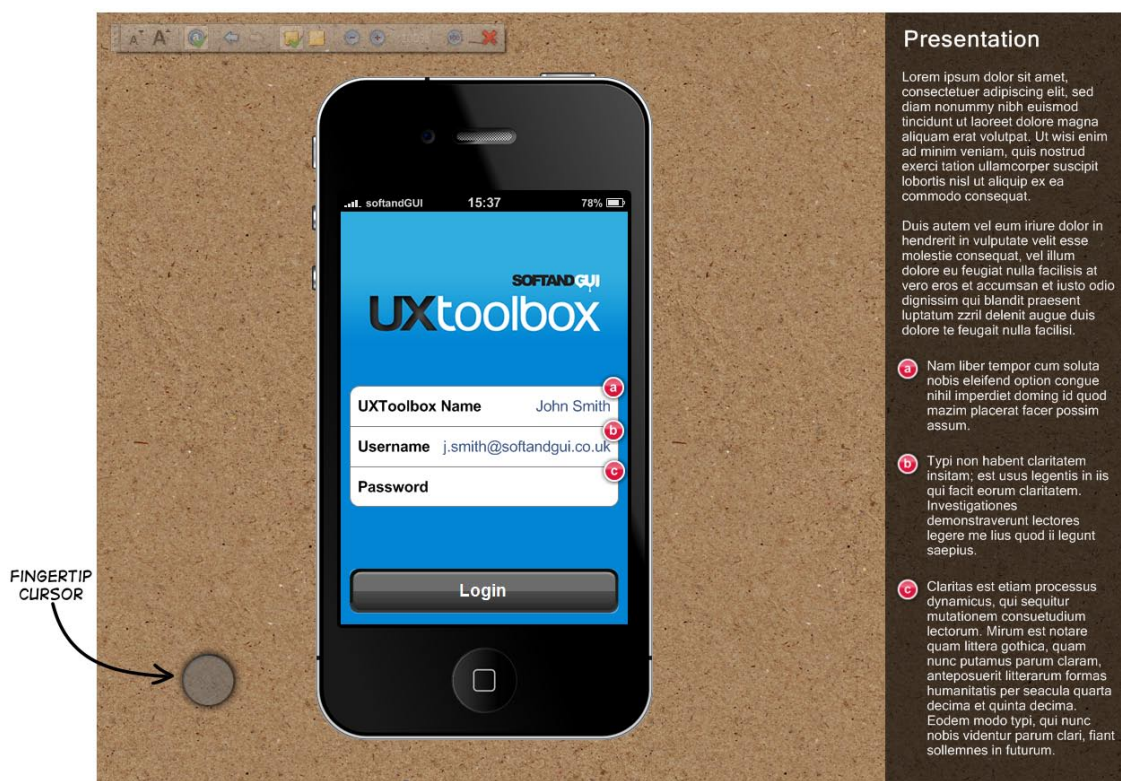 A- A+
Presentation
Lorem ipsum dolor sit amet,
consectetuer adipiscing elit, sed
diam nonummy nibh euismod
tincidunt ut laoreet dolore magna
aliquam erat volutpat. Ut wisi enim
ad minim veniam, quis nostrud
exerci tation ullamcorper suscipit
lobortis nisl ut aliquip ex ea
commodo consequat.
Duis autem vel eum iriure dolor in
hendrerit in vulputate velit esse
molestie consequat, vel illum
dolore eu feugiat nulla facilisis at
vero eros et accumsan et iusto odio
dignissim qui blandit praesent
luptatum zzril delenit augue duis
dolore te feugait nulla facilisi.
a Nam liber tempor cum soluta
nobis eleifend option congue
nihil imperdiet doming id quod
mazim placerat facer possim
assum.
b Typi non habent claritatem
insitam; est usus legentis in iis
qui facit eorum claritatem.
Investigationes
demonstraverunt lectores
legere me lius quod ii legunt
saepius.
c Claritas est etiam processus
dynamicus, qui sequitur
mutationem consuetudium
lectorum. Mirum est notare
quam littera gothica, quam
nunc putamus parum claram,
anteposuerit litterarum formas
humanitatis per seacula quarta
decima et quinta decima.
Eodem modo typi, qui nunc
nobis videntur parum clari, fiant
sollemnes in futurum.
softandGUI 15:37 78%
SOFTANDGUI
UXtoolbox
a
UXToolbox Name John Smith
b
Username j.smith@softandgui.co.uk
c
Password
Login
FINGERTIP
CURSOR